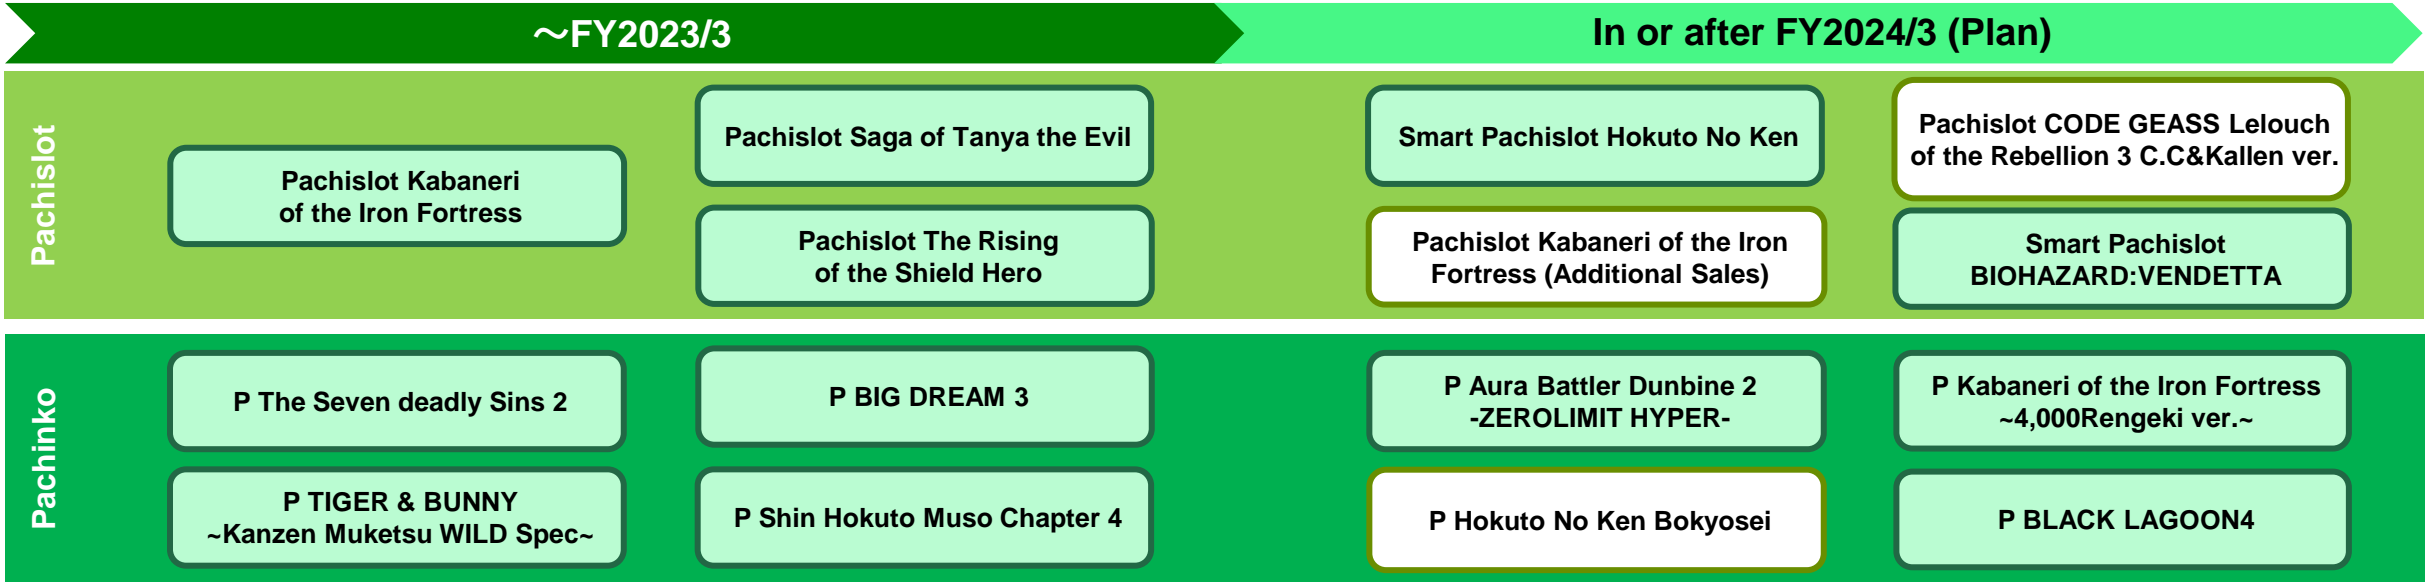 ～FY2023/3
In or after FY2024/3 (Plan)
Pachislot
Pachislot Kabaneri
of the Iron Fortress
Pachislot Saga of Tanya the Evil
Pachislot The Rising
of the Shield Hero
Smart Pachislot Hokuto No Ken
Pachislot Kabaneri of the Iron
Fortress (Additional Sales)
Pachislot CODE GEASS Lelouch
of the Rebellion 3 C.C&Kallen ver.
Smart Pachislot
BIOHAZARD:VENDETTA
Pachinko
P The Seven deadly Sins 2
P TIGER & BUNNY
~Kanzen Muketsu WILD Spec~
P BIG DREAM 3
P Shin Hokuto Muso Chapter 4
P Aura Battler Dunbine 2
-ZEROLIMIT HYPER-
P Hokuto No Ken Bokyosei
P Kabaneri of the Iron Fortress
~4,000Rengeki ver.~
P BLACK LAGOON4